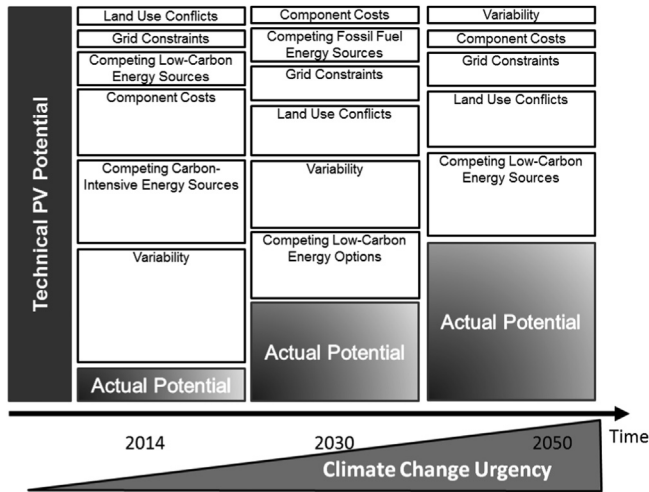 Technical PV Potential
Land Use Conflicts
Grid Constraints
Competing Low-Carbon
Energy Sources
Component Costs
Competing Carbon-
Intensive Energy Sources
Variability
Actual Potential
Component Costs
Competing Fossil Fuel
Energy Sources
Grid Constraints
Land Use Conflicts
Variability
Competing Low-Carbon
Energy Options
Actual Potential
Variability
Component Costs
Grid Constraints
Land Use Conflicts
Competing Low-Carbon
Energy Sources
Actual Potential
2014
2030
2050
Time
Climate Change Urgency